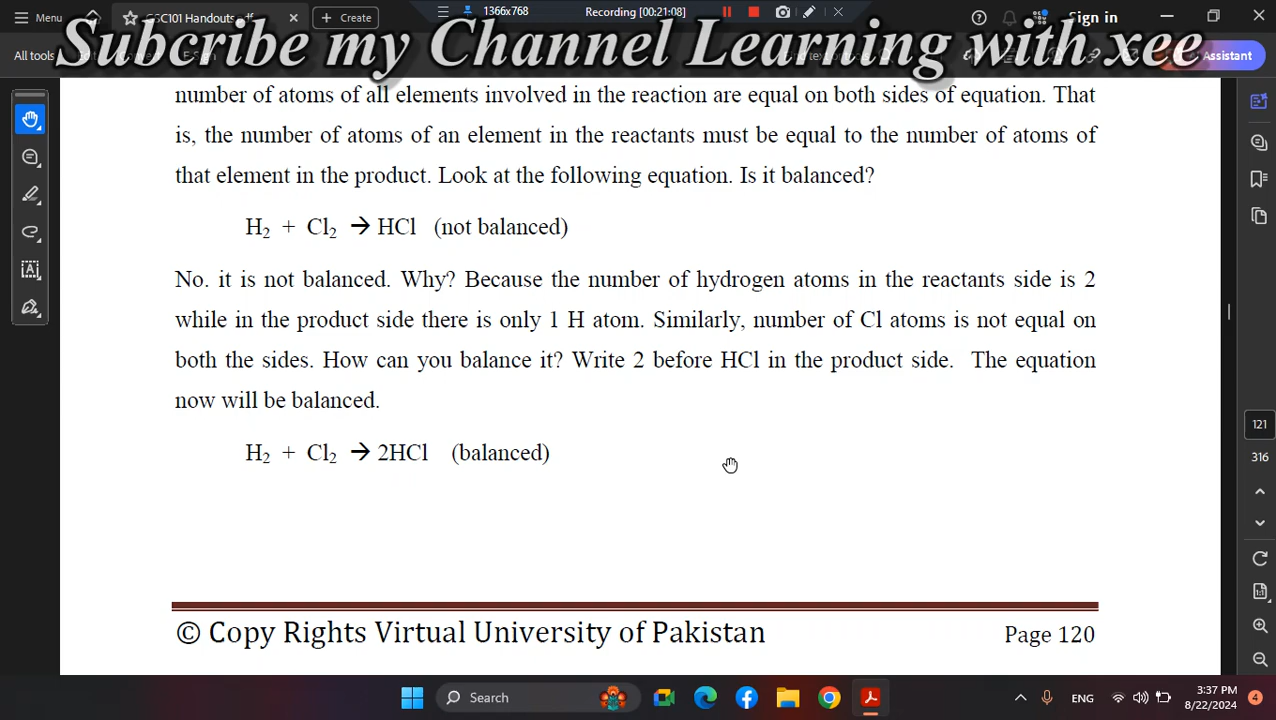 Menu
GSC101 Handouts.pdf
Create
1366x768
Recording [00:21:08]
Sign in
All tools
Edit
E-Sign
Assistant
Subcribe my Channel Learning with xee
number of atoms of all elements involved in the reaction are equal on both sides of equation. That
is, the number of atoms of an element in the reactants must be equal to the number of atoms of
that element in the product. Look at the following equation. Is it balanced?
H₂ + Cl₂ → HCl (not balanced)
No. it is not balanced. Why? Because the number of hydrogen atoms in the reactants side is 2
while in the product side there is only 1 H atom. Similarly, number of Cl atoms is not equal on
both the sides. How can you balance it? Write 2 before HCl in the product side. The equation
now will be balanced.
H₂ + Cl₂ → 2HCl (balanced)
121
316
© Copy Rights Virtual University of Pakistan
Page 120
Search
ENG
3:37 PM
8/22/2024
4